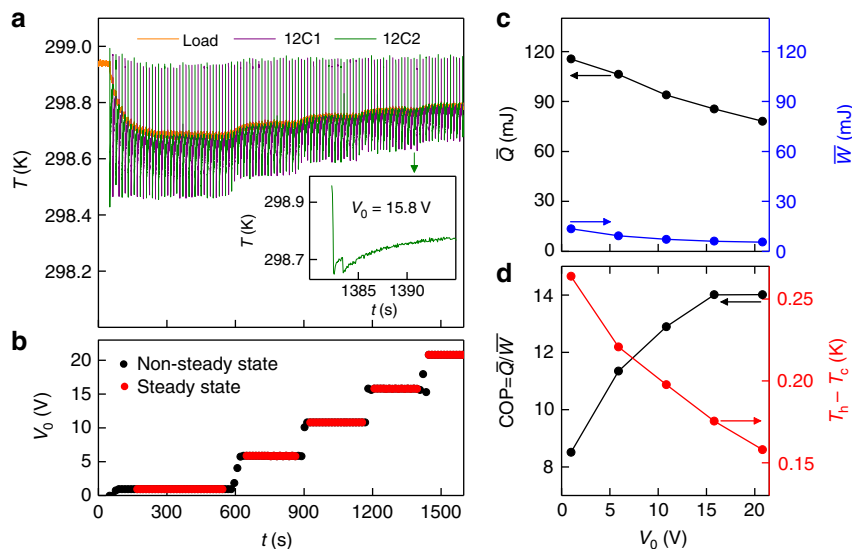 a
Load 12C1 12C2
299.0
298.8
298.6
298.4
298.2
T (K)
V0 = 15.8 V
298.9
298.7
T (K)
1385 1390
t (s)
b
Non-steady state
Steady state
20
15
10
5
0
V0 (V)
0 300 600 900 1200 1500
t (s)
c
120
90
60
30
0
Q̄ (mJ)
120
90
60
30
0
W̄ (mJ)
d
14
12
10
8
COP=Q̄/W̄
0.25
0.20
0.15
Th – Tc (K)
0 5 10 15 20
V0 (V)